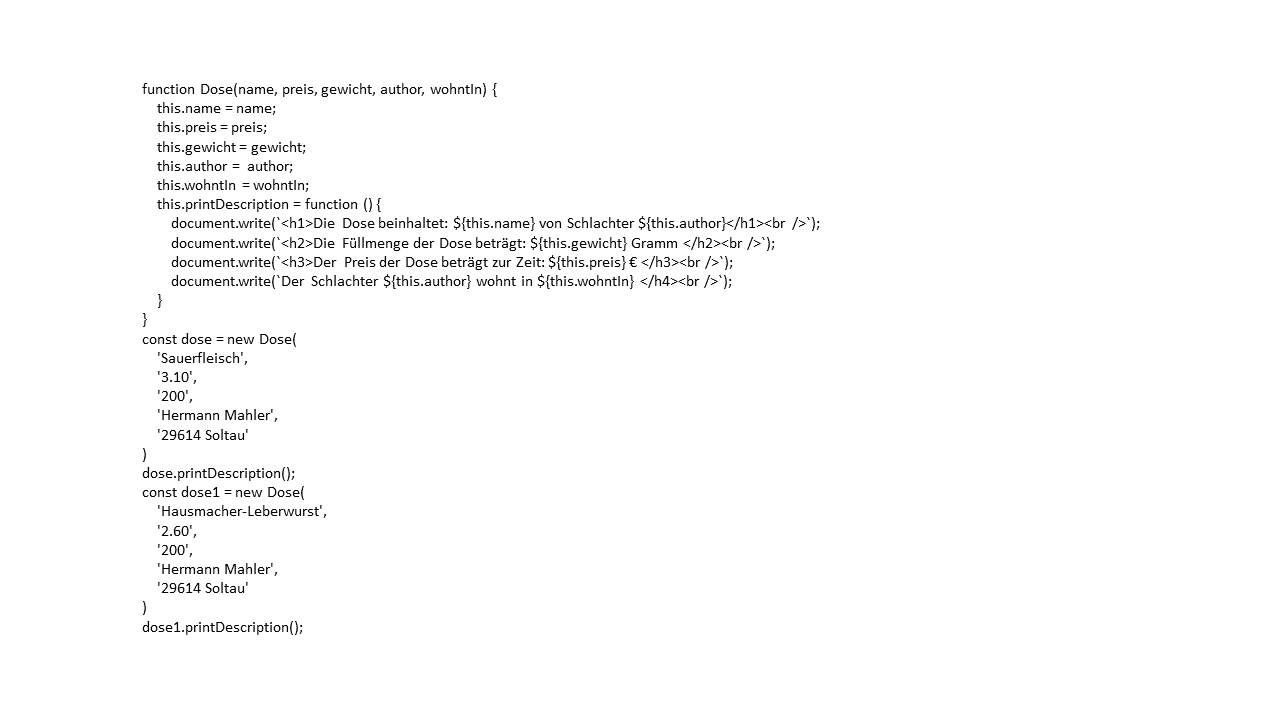 function Dose(name, preis, gewicht, author, wohntIn) {
    this.name = name;
    this.preis = preis;
    this.gewicht = gewicht;
    this.author =  author;
    this.wohntIn = wohntIn;
    this.printDescription = function () {
        document.write(`<h1>Die Dose beinhaltet: ${this.name} von Schlachter ${this.author}</h1><br />`);
        document.write(`<h2>Die Füllmenge der Dose beträgt: ${this.gewicht} Gramm </h2><br />`);
        document.write(`<h3>Der Preis der Dose beträgt zur Zeit: ${this.preis} € </h3><br />`);
        document.write(`Der Schlachter ${this.author} wohnt in ${this.wohntIn} </h4><br />`);
    }
}
const dose = new Dose(
    'Sauerfleisch',
    '3.10',
    '200',
    'Hermann Mahler',
    '29614 Soltau'
)
dose.printDescription();
const dose1 = new Dose(
    'Hausmacher-Leberwurst',
    '2.60',
    '200',
    'Hermann Mahler',
    '29614 Soltau'
)
dose1.printDescription();